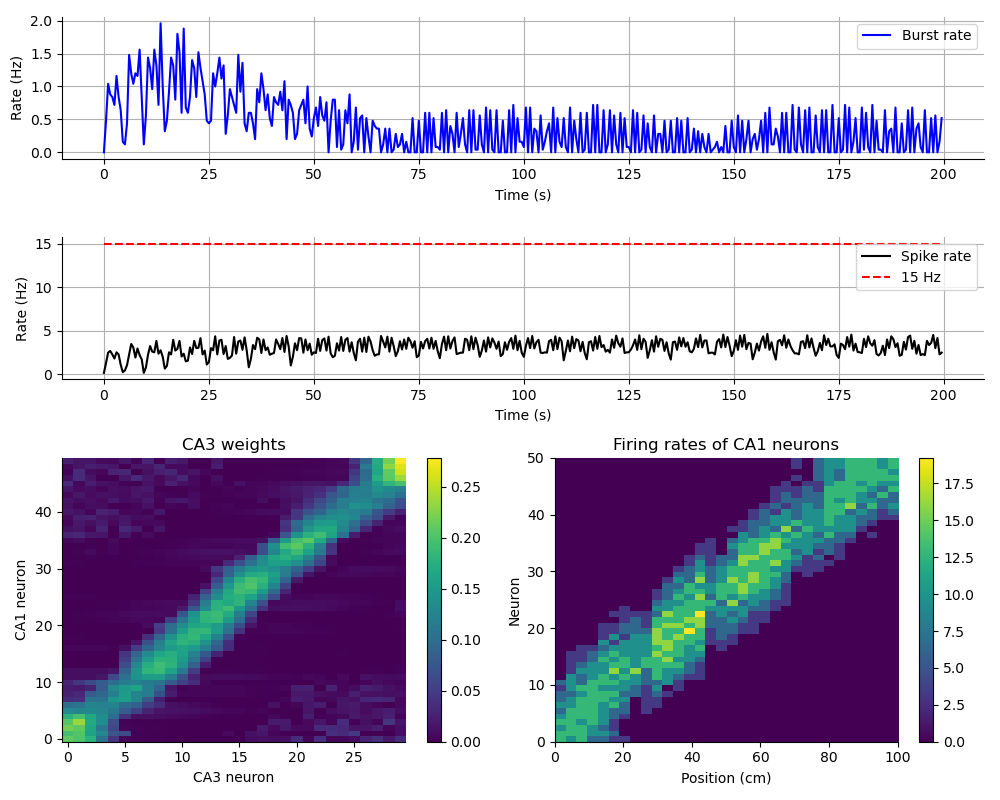 2.0
1.5
1.0
0.5
0.0
Rate (Hz)
Burst rate
0 25 50 75 100 125 150 175 200
Time (s)
15
10
5
0
Rate (Hz)
Spike rate
15 Hz
0 25 50 75 100 125 150 175 200
Time (s)
CA3 weights
40
30
20
10
0
CA1 neuron
0 5 10 15 20 25
CA3 neuron
0.25
0.20
0.15
0.10
0.05
0.00
Firing rates of CA1 neurons
50
40
30
20
10
0
Neuron
0 20 40 60 80 100
Position (cm)
17.5
15.0
12.5
10.0
7.5
5.0
2.5
0.0